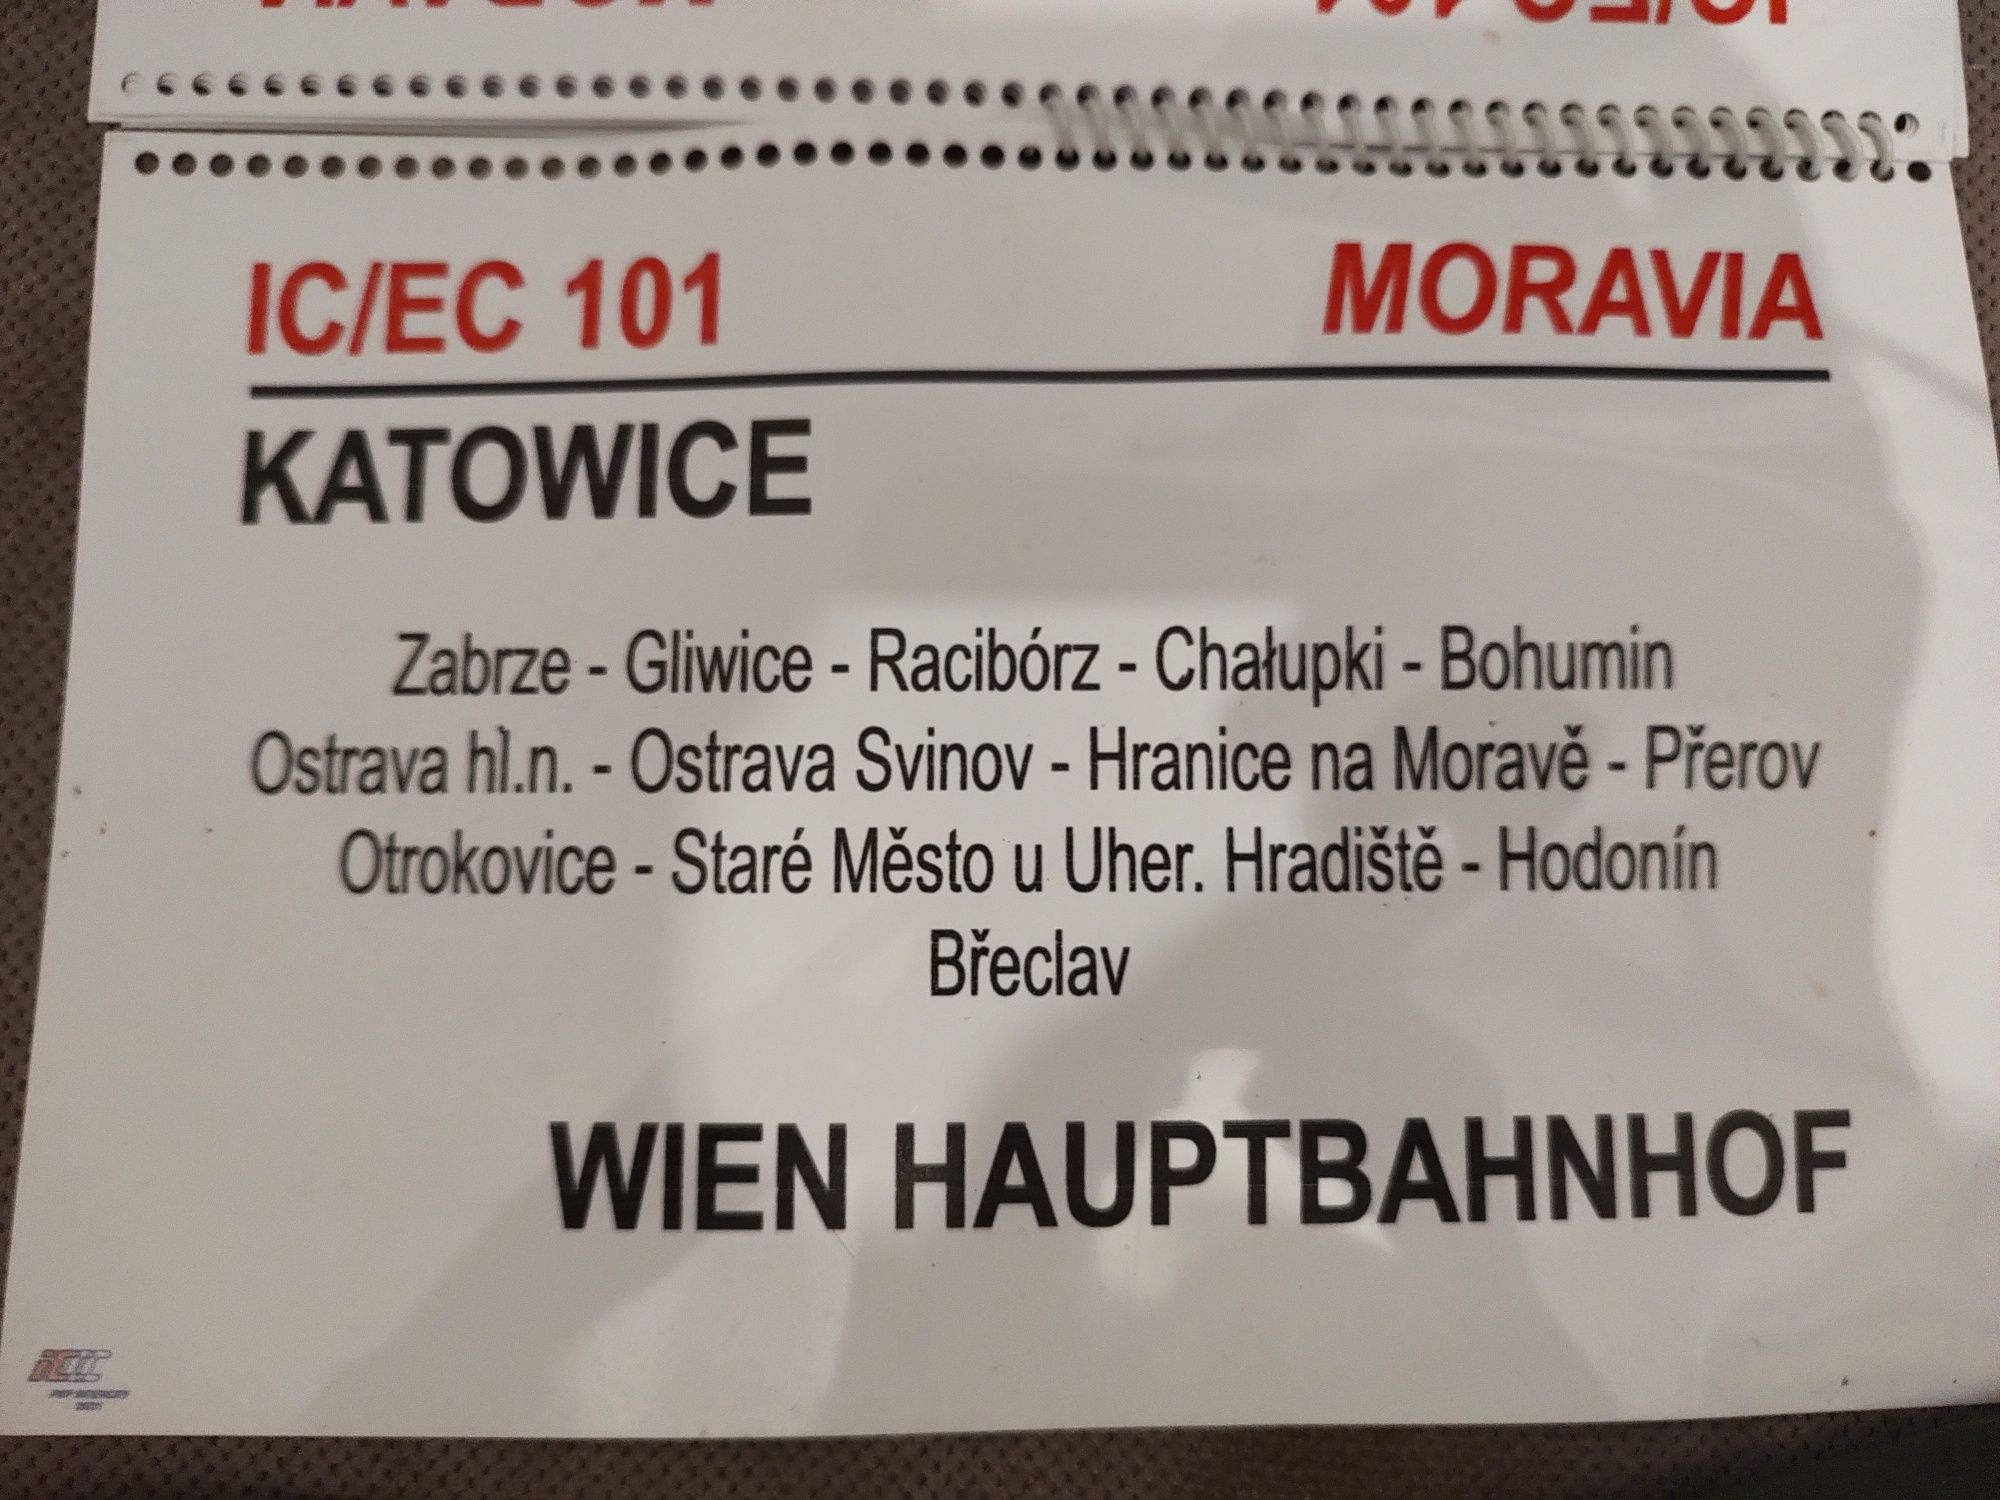 IC/EC 101 MORAVIA
KATOWICE
Zabrze - Gliwice - Racibórz - Chałupki - Bohumin
Ostrava hl.n. - Ostrava Svinov - Hranice na Moravě - Přerov
Otrokovice - Staré Město u Uher. Hradiště - Hodonín
Břeclav
WIEN HAUPTBAHNHOF